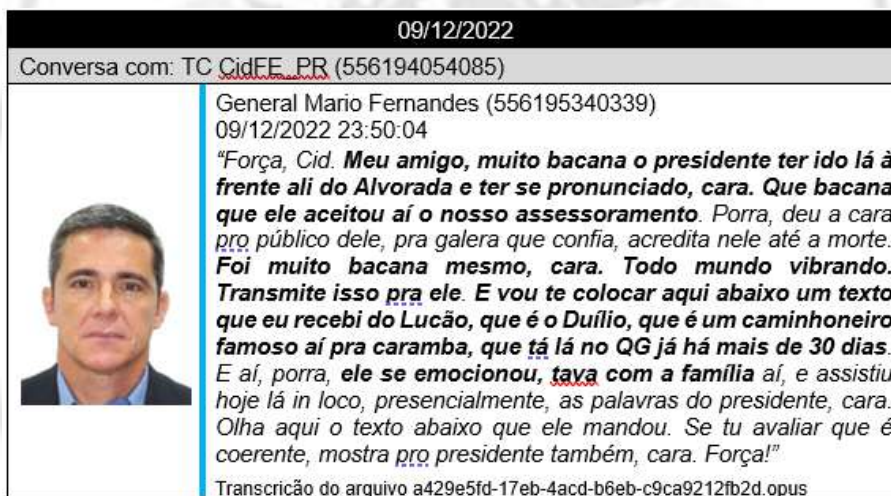 09/12/2022
Conversa com: TC CidFE_PR (556194054085)
General Mario Fernandes (556195340339)
09/12/2022 23:50:04
“Força, Cid. Meu amigo, muito bacana o presidente ter ido lá à
frente ali do Alvorada e ter se pronunciado, cara. Que bacana
que ele aceitou aí o nosso assessoramento. Porra, deu a cara
pro público dele, pra galera que confia, acredita nele até a morte.
Foi muito bacana mesmo, cara. Todo mundo vibrando.
Transmite isso pra ele. E vou te colocar aqui abaixo um texto
que eu recebi do Lucão, que é o Duílio, que é um caminhoneiro
famoso aí pra caramba, que tá lá no QG já há mais de 30 dias.
E aí, porra, ele se emocionou, tava com a família aí, e assistiu
hoje lá in loco, presencialmente, as palavras do presidente, cara.
Olha aqui o texto abaixo que ele mandou. Se tu avaliar que é
coerente, mostra pro presidente também, cara. Força!”
Transcrição do arquivo a429e5fd-17eb-4acd-b6eb-c9ca9212fb2d.opus